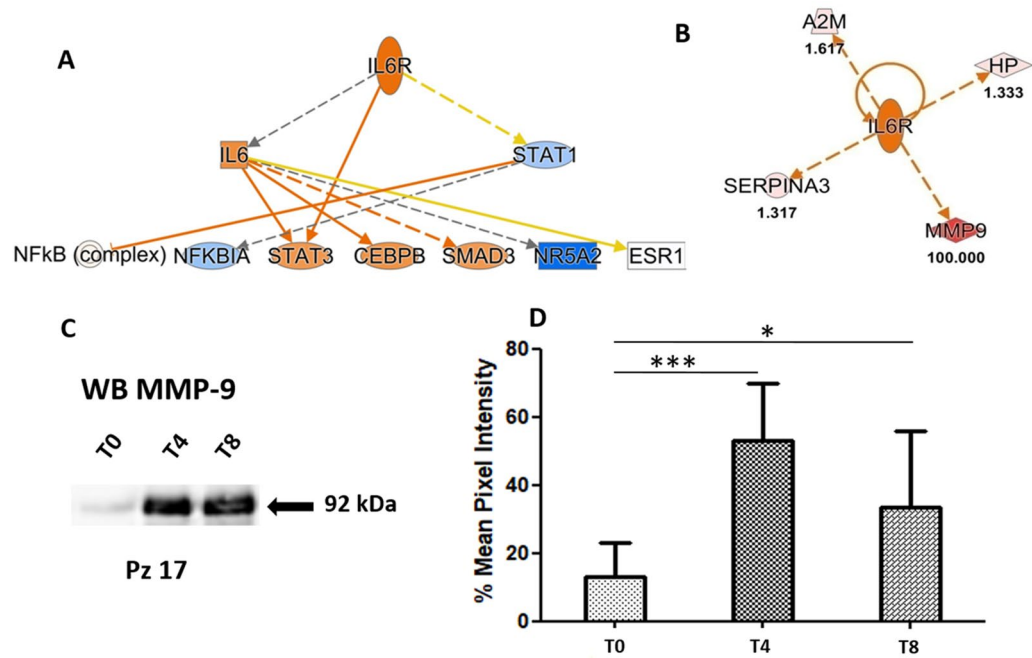 A
IL6R
IL6
STAT1
NFkB (complex)
NFKBIA
STAT3
CEBPB
SMAD3
NR5A2
ESR1
B
A2M
1.617
HP
1.333
IL6R
SERPINA3
1.317
MMP9
100.000
C
WB MMP-9
T0 T4 T8
92 kDa
Pz 17
D
% Mean Pixel Intensity
80
60
40
20
0
*
***
T0 T4 T8